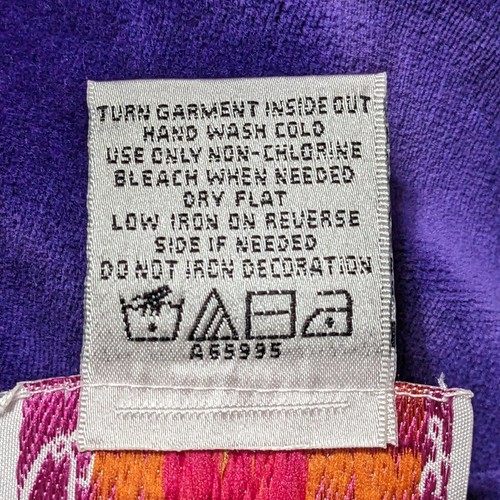 TURN GARMENT INSIDE OUT
HAND WASH COLD
USE ONLY NON-CHLORINE
BLEACH WHEN NEEDED
DRY FLAT
LOW IRON ON REVERSE
SIDE IF NEEDED
DO NOT IRON DECORATION
A65995